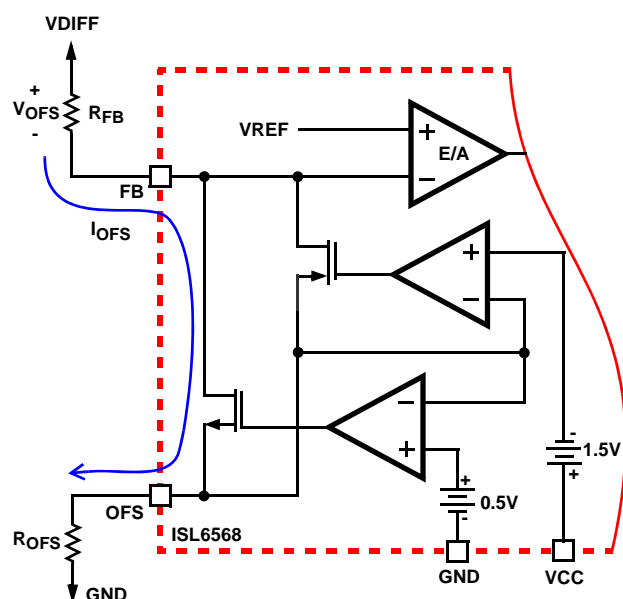 VDIFF
+
VOFS
-
RFB
VREF
+
E/A
−
FB
IOFS
+
−
−
+
-
1.5V
+
+
0.5V
-
OFS
ISL6568
ROFS
GND
VCC
GND